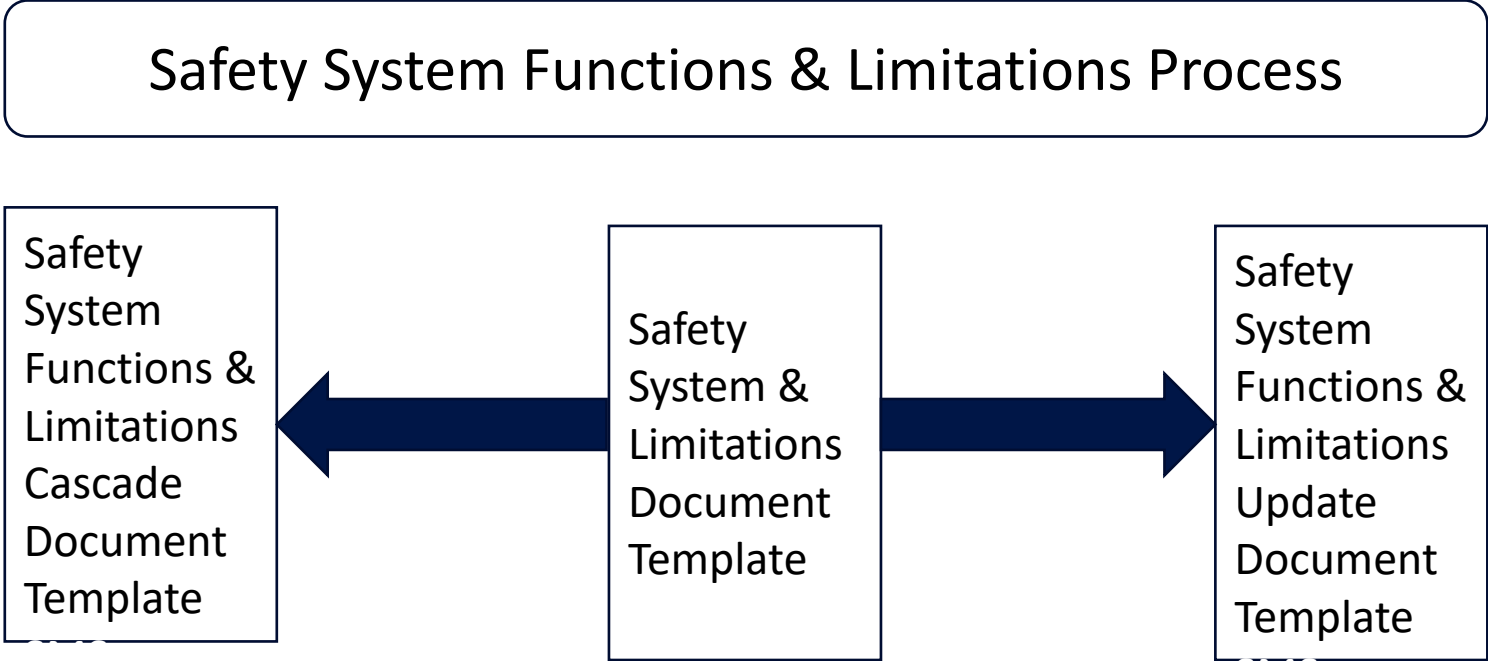 Safety System Functions & Limitations Process
Safety
System
Functions &
Limitations
Cascade
Document
Template
Safety
System &
Limitations
Document
Template
Safety
System
Functions &
Limitations
Update
Document
Template